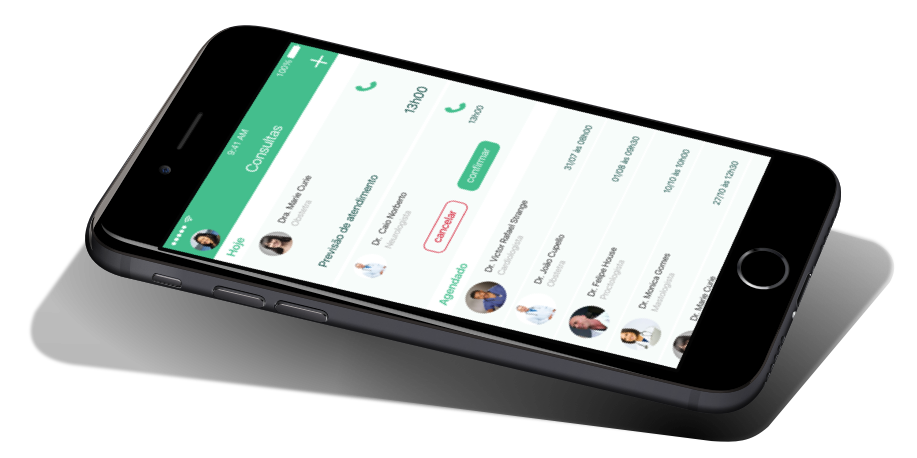 9:41 AM
100%
Consultas
Hoje
Dra. Marie Curie
Obstetra
Previsão de atendimento
13h00
Dr. Caio Norberto
Neurologista
13h00
cancelar
confirmar
Agendado
Dr. Victor Rafael Strange
Cardiologista
31/07 às 08h00
Dr. João Cupello
Obstetra
01/08 às 09h30
Dr. Felipe House
Proctologista
10/10 às 10h00
Dr. Monica Gomes
Mastologista
27/10 às 12h30
Dr. Marie Curie